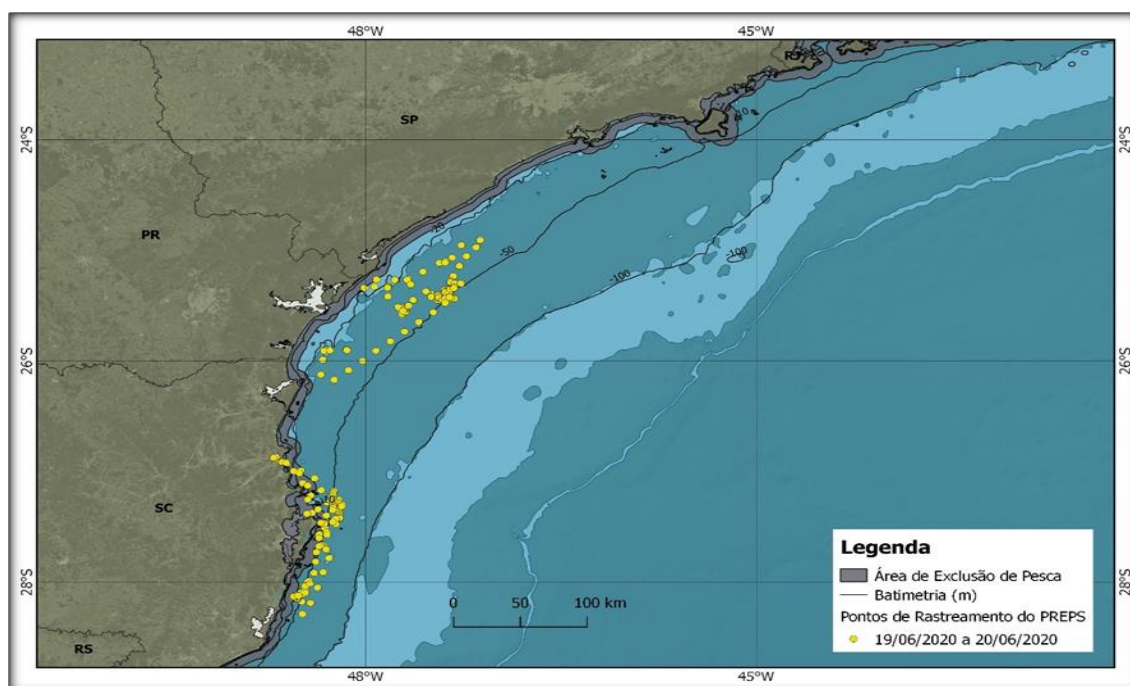 48°W
45°W
RJ
SP
24°S
24°S
-20
PR
-50
-100
-100
26°S
26°S
SC
Legenda
Área de Exclusão de Pesca
Batimetria (m)
Pontos de Rastreamento do PREPS
19/06/2020 a 20/06/2020
28°S
28°S
0 50 100 km
RS
48°W
45°W